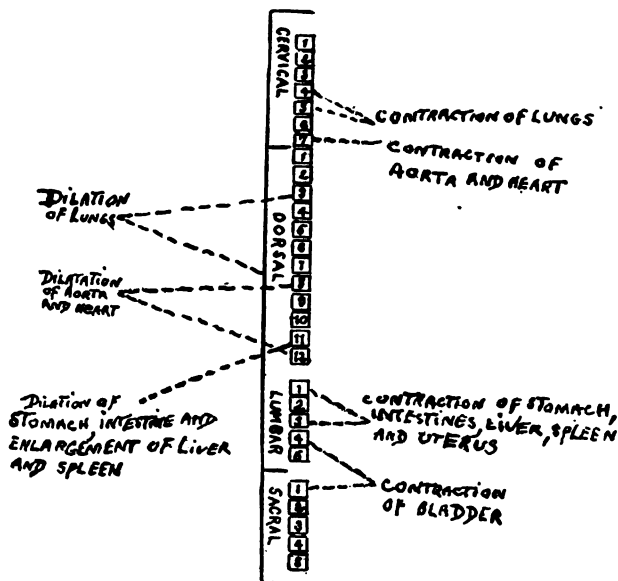 CERVICAL
1
2
3
4
5
6
7
CONTRACTION OF LUNGS
CONTRACTION OF
AORTA AND HEART
DORSAL
1
2
3
4
5
6
7
8
9
10
11
12
DILATION
OF LUNGS
DILATATION
OF AORTA
AND HEART
DILATION OF
STOMACH, INTESTINE AND
ENLARGEMENT OF LIVER
AND SPLEEN
LUMBAR
1
2
3
4
5
CONTRACTION OF STOMACH,
INTESTINES, LIVER, SPLEEN
AND UTERUS
SACRAL
1
2
3
4
5
CONTRACTION
OF BLADDER